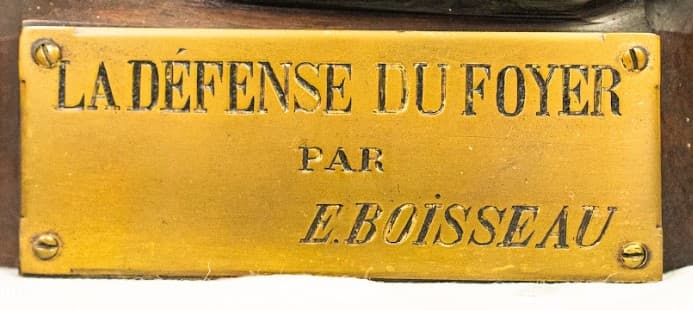 LA DÉFENSE DU FOYER
PAR
E. BOISSEAU